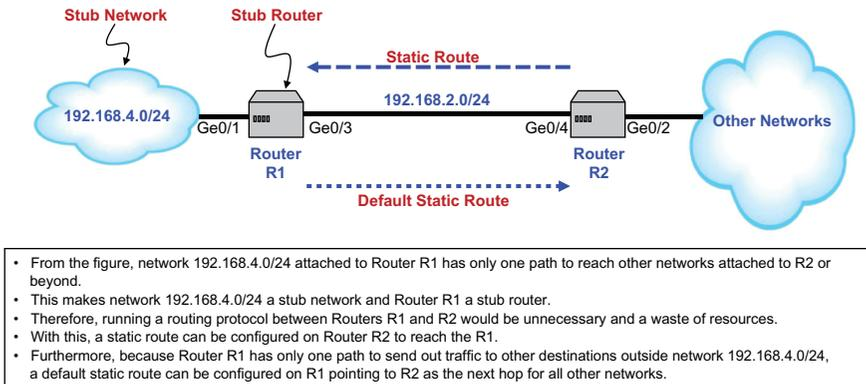 Stub Network
Stub Router
Static Route
192.168.4.0/24
192.168.2.0/24
Other Networks
Ge0/1
Ge0/3
Ge0/4
Ge0/2
Router
R1
Router
R2
Default Static Route
• From the figure, network 192.168.4.0/24 attached to Router R1 has only one path to reach other networks attached to R2 or
beyond.
• This makes network 192.168.4.0/24 a stub network and Router R1 a stub router.
• Therefore, running a routing protocol between Routers R1 and R2 would be unnecessary and a waste of resources.
• With this, a static route can be configured on Router R2 to reach the R1.
• Furthermore, because Router R1 has only one path to send out traffic to other destinations outside network 192.168.4.0/24,
a default static route can be configured on R1 pointing to R2 as the next hop for all other networks.